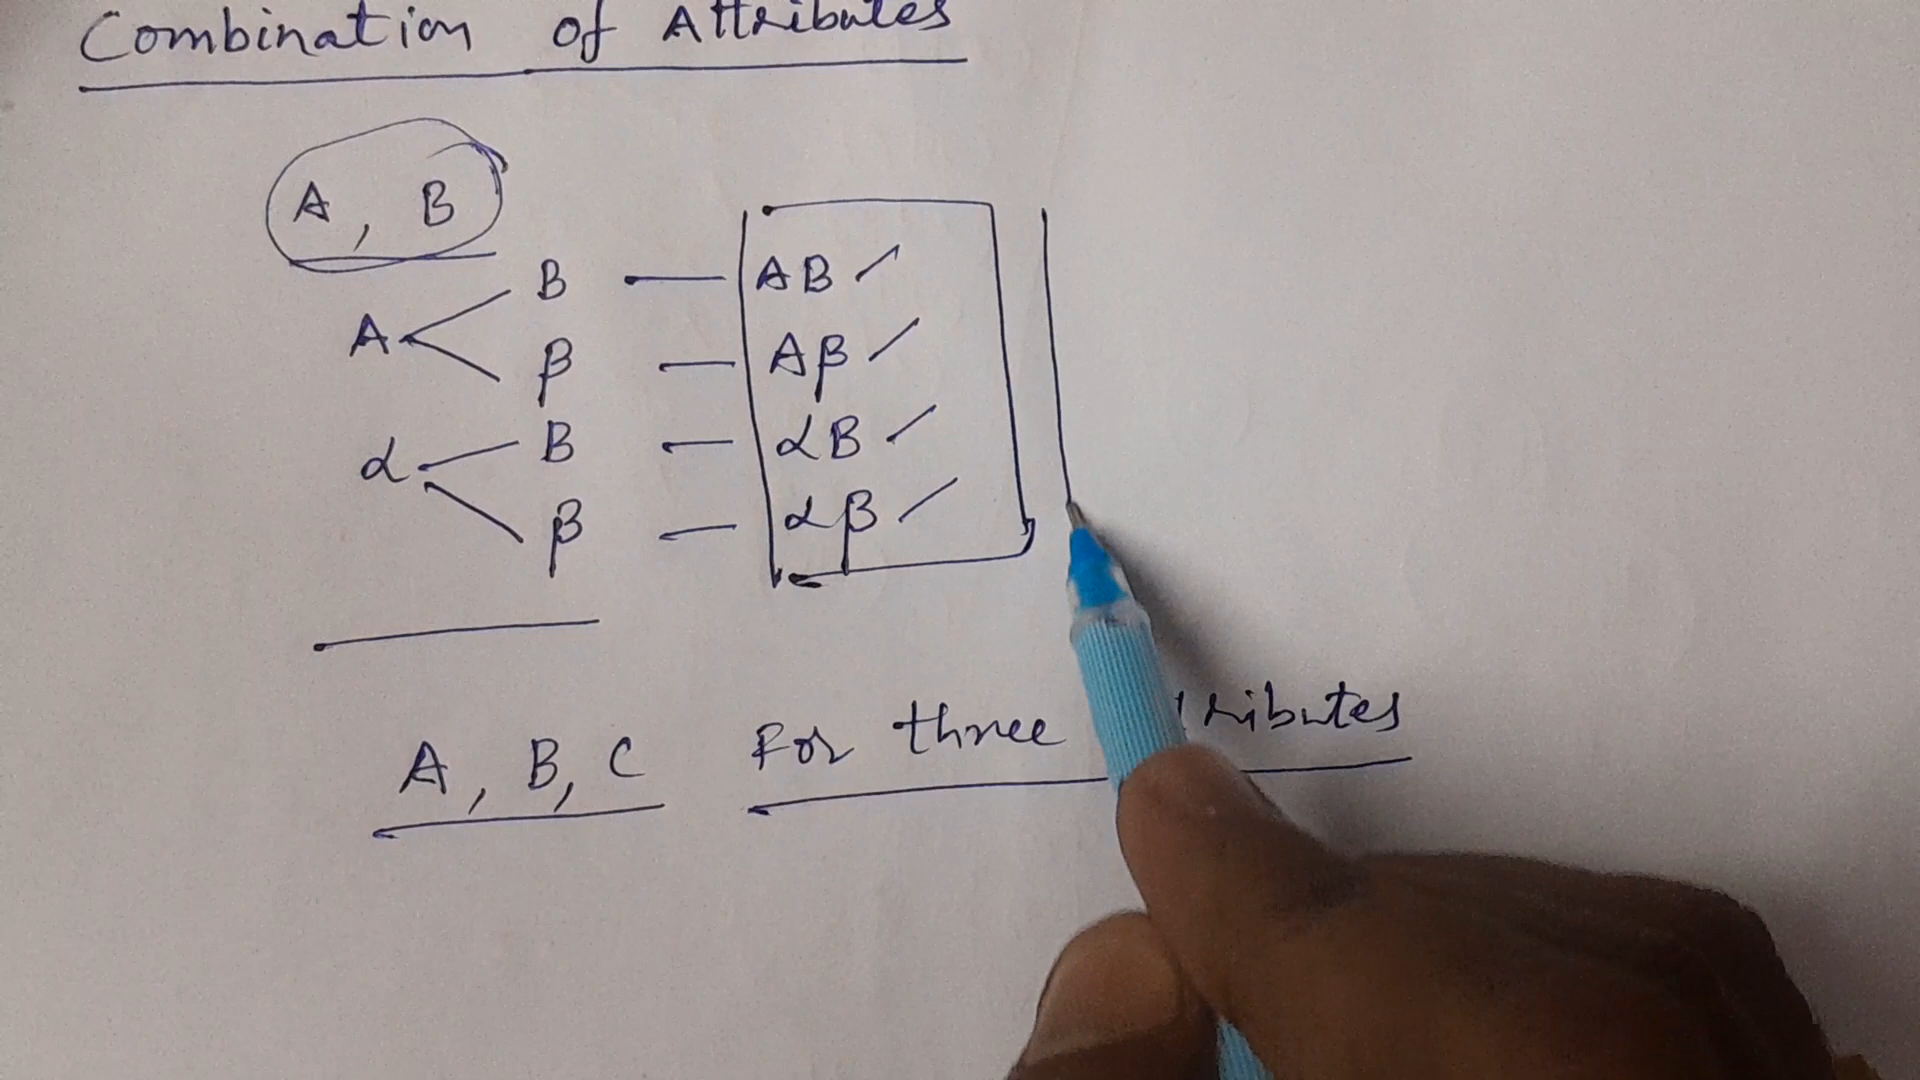 Combination of Attributes
A, B
B — AB
A
β — Aβ
α B — αB
β — αβ
A, B, C For three